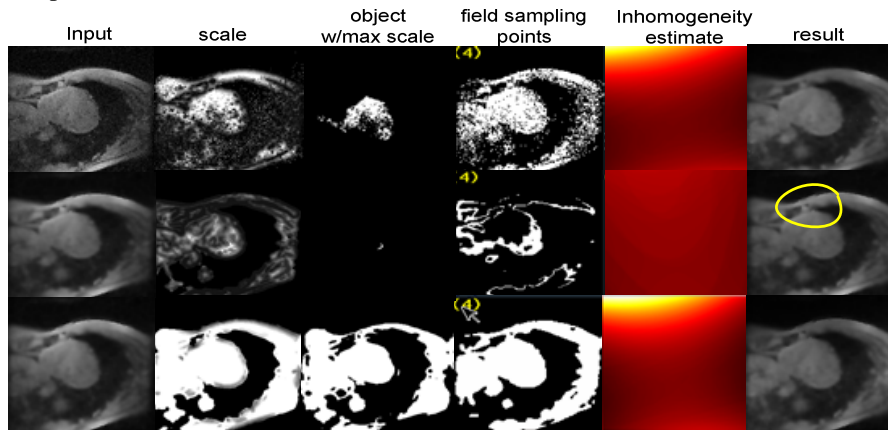 Input
scale
object
w/max scale
field sampling
points
Inhomogeneity
estimate
result
(4)
(4)
(4)